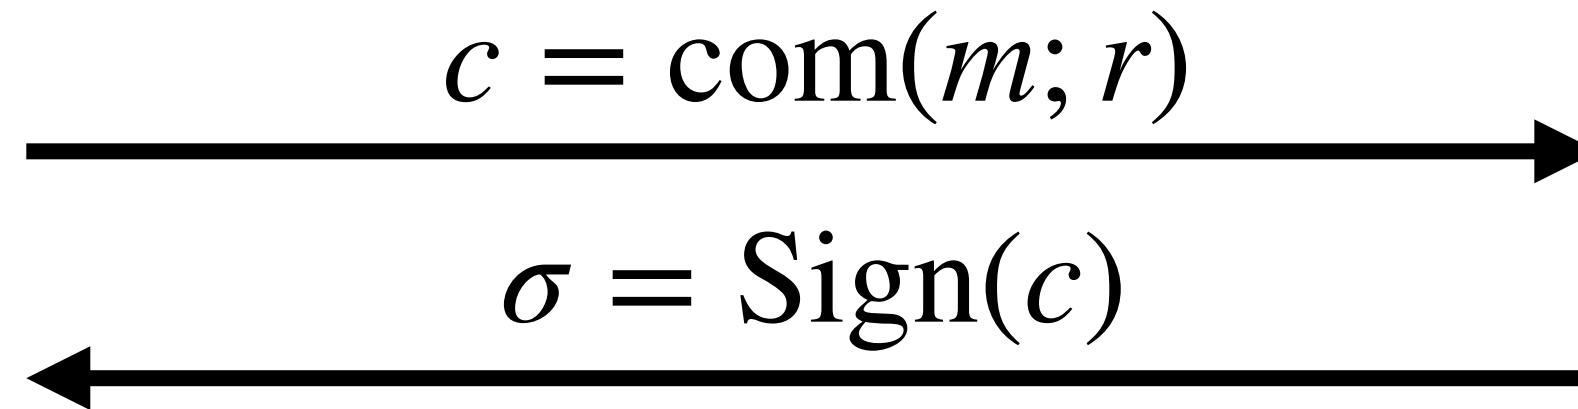 c = com(m; r)
σ = Sign(c)